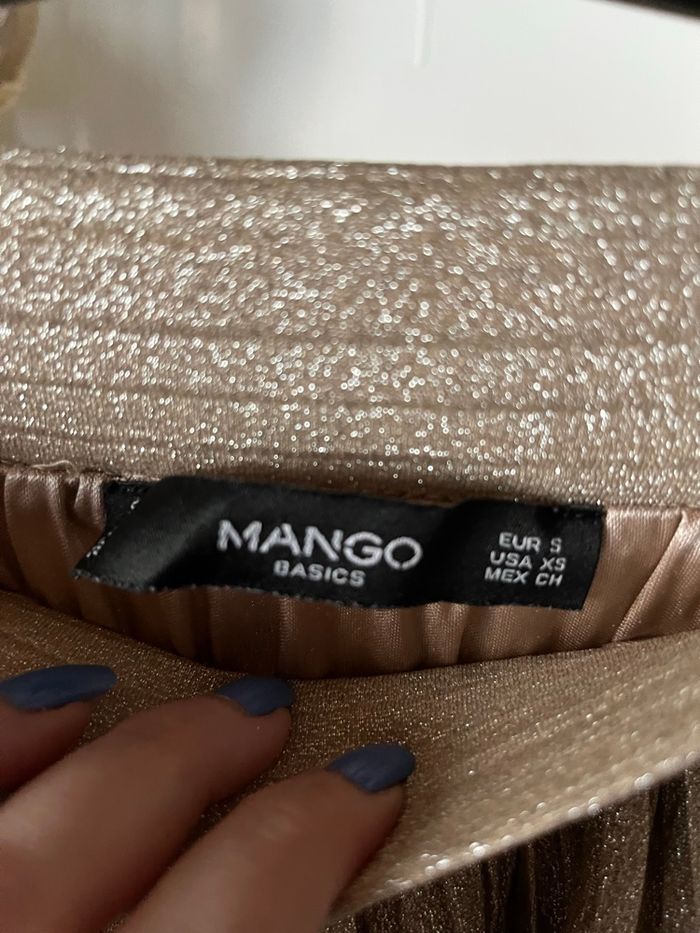 MANGO
BASICS
EUR S
USA XS
MEX CH